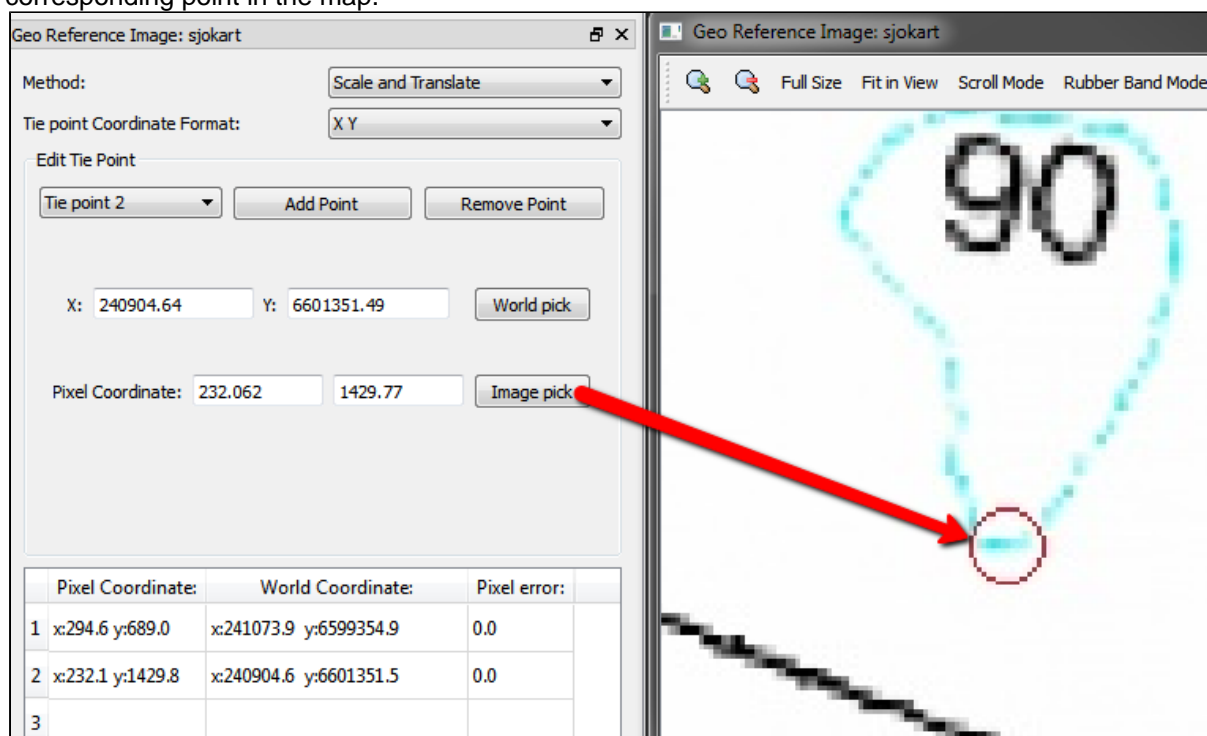 corresponding point in the map.
Geo Reference Image: sjokart
Method: Scale and Translate
Tie point Coordinate Format: X Y
Edit Tie Point
Tie point 2 Add Point Remove Point
X: 240904.64 Y: 6601351.49 World pick
Pixel Coordinate: 232.062 1429.77 Image pick
Pixel Coordinate: World Coordinate: Pixel error:
1 x:294.6 y:689.0 x:241073.9 y:6599354.9 0.0
2 x:232.1 y:1429.8 x:240904.6 y:6601351.5 0.0
3
Geo Reference Image: sjokart
Full Size Fit in View Scroll Mode Rubber Band Mode
90